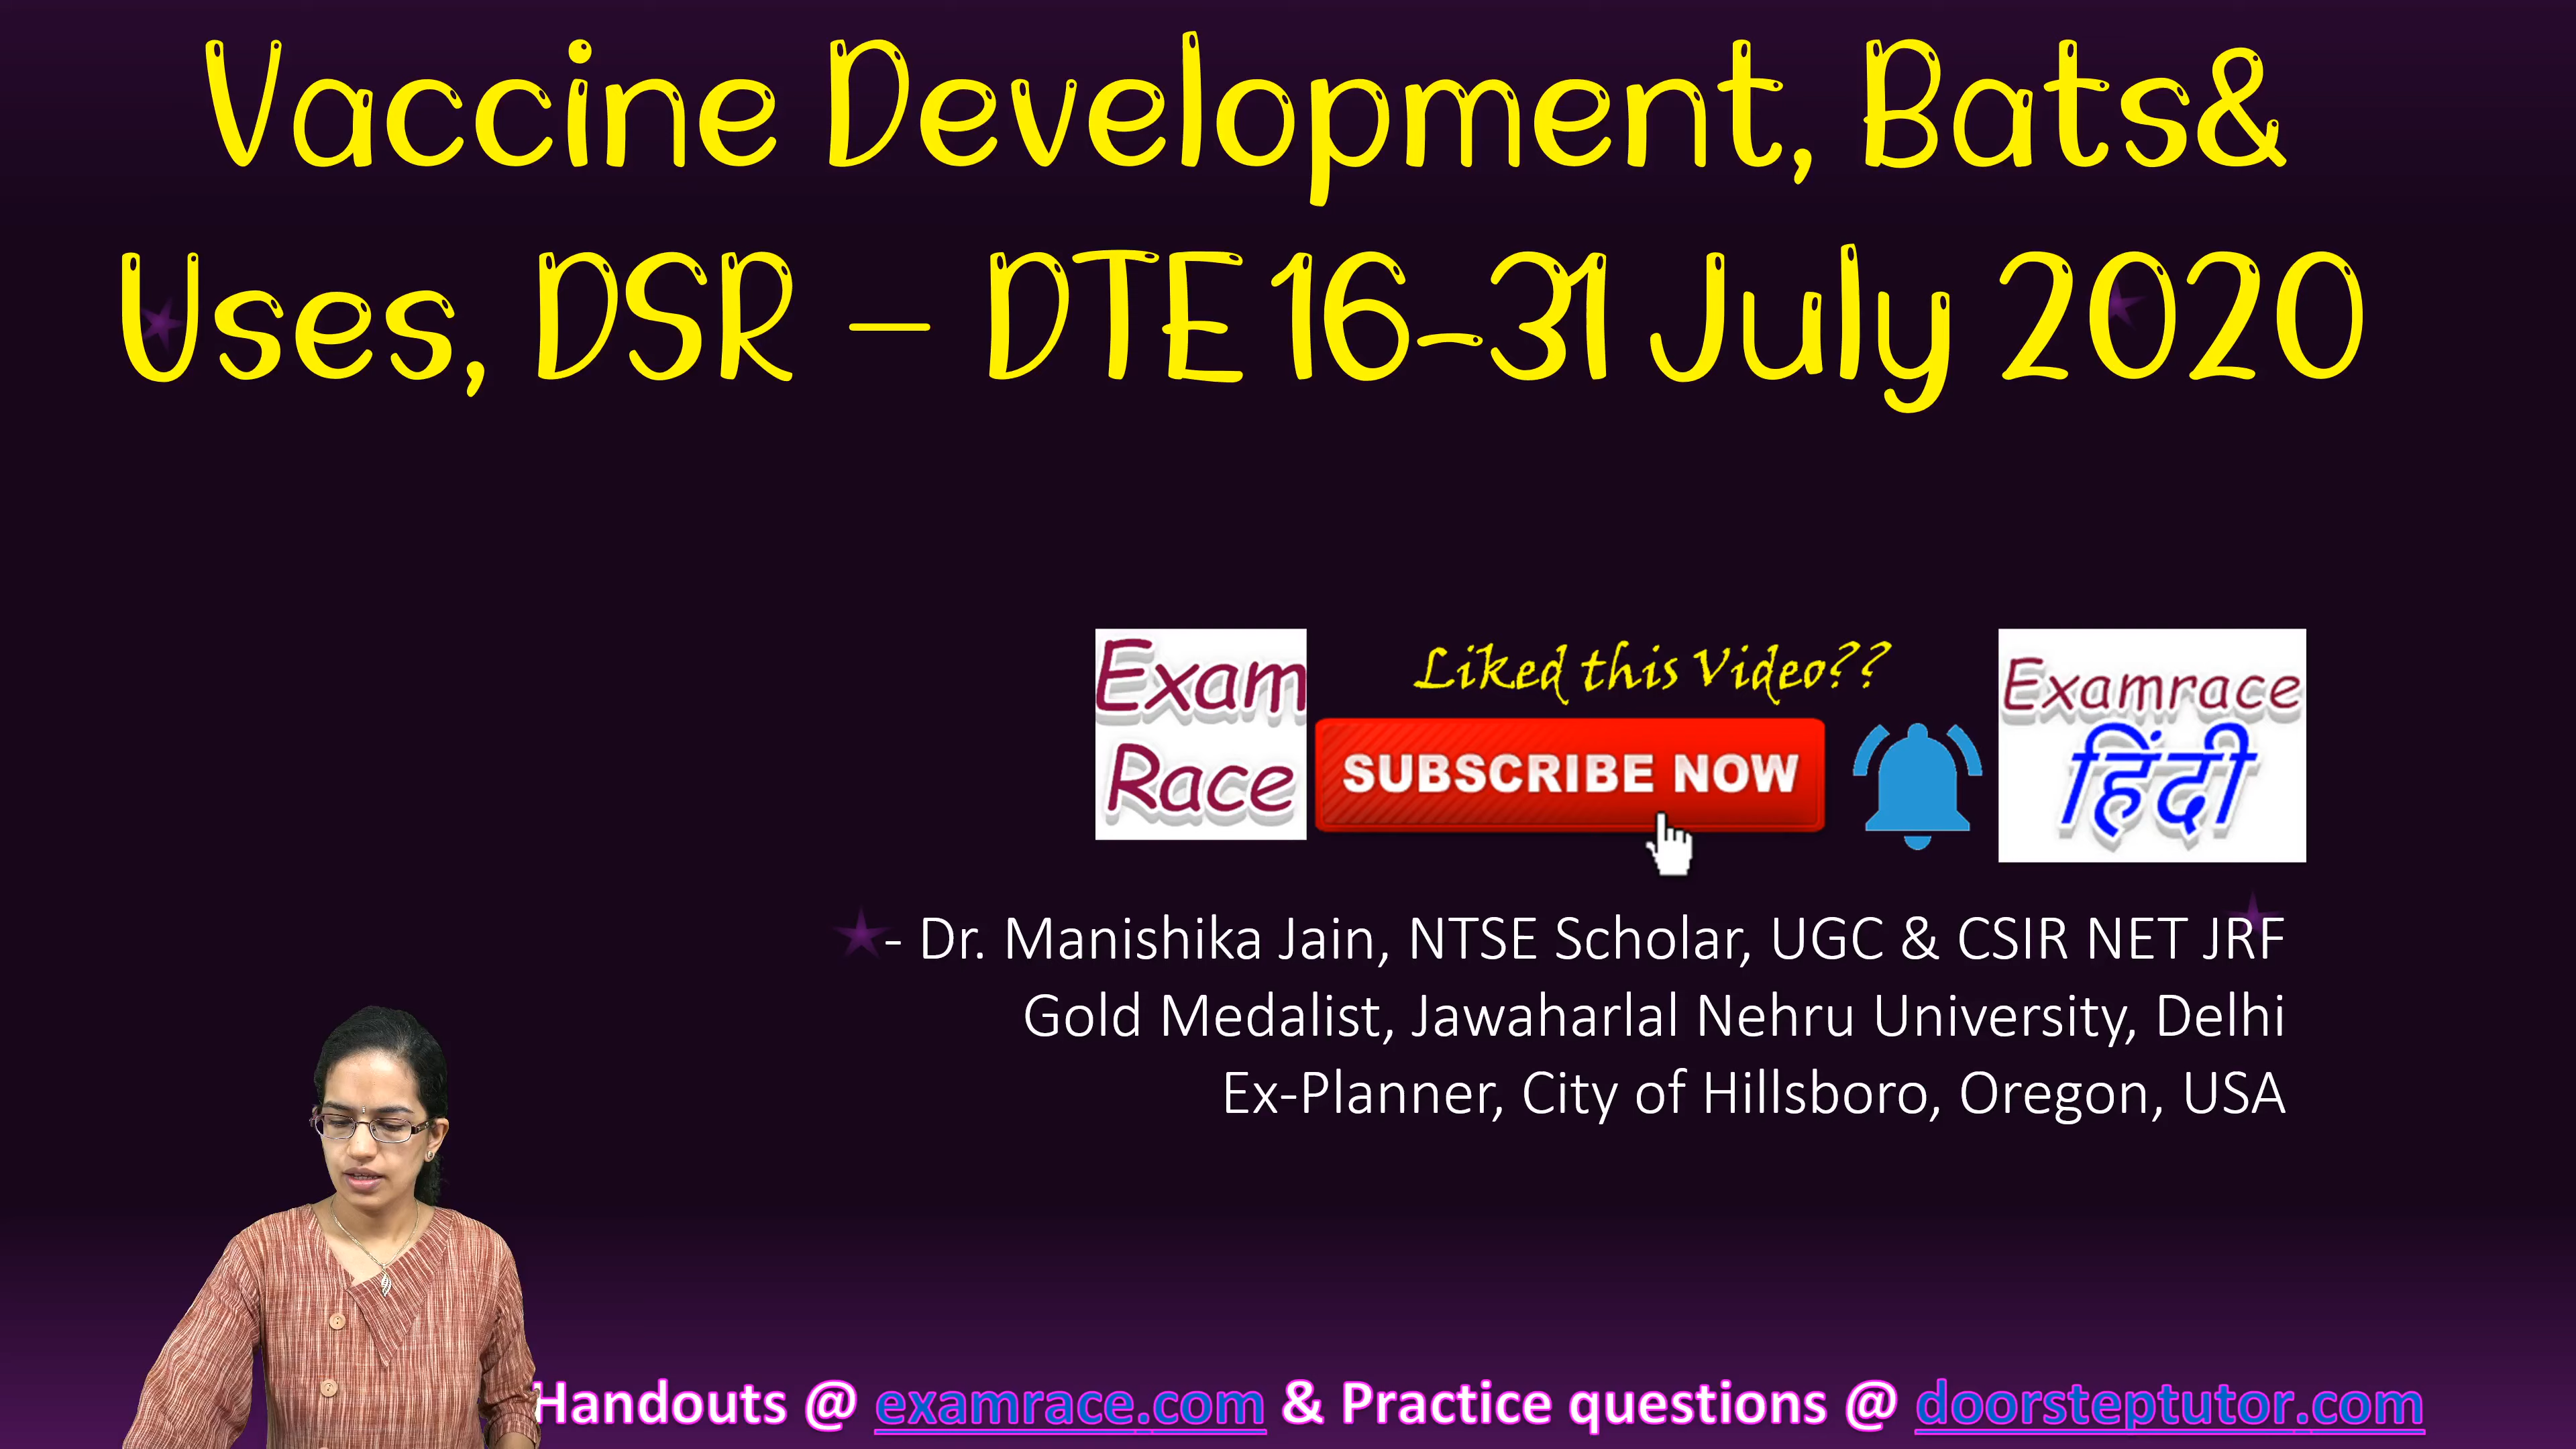 Vaccine Development, Bats&
Uses, DSR – DTE 16-31 July 2020
Exam
Race
Liked this Video??
SUBSCRIBE NOW
Examrace
हिंदी
- Dr. Manishika Jain, NTSE Scholar, UGC & CSIR NET JRF
Gold Medalist, Jawaharlal Nehru University, Delhi
Ex-Planner, City of Hillsboro, Oregon, USA
Handouts @ examrace.com & Practice questions @ doorsteptutor.com